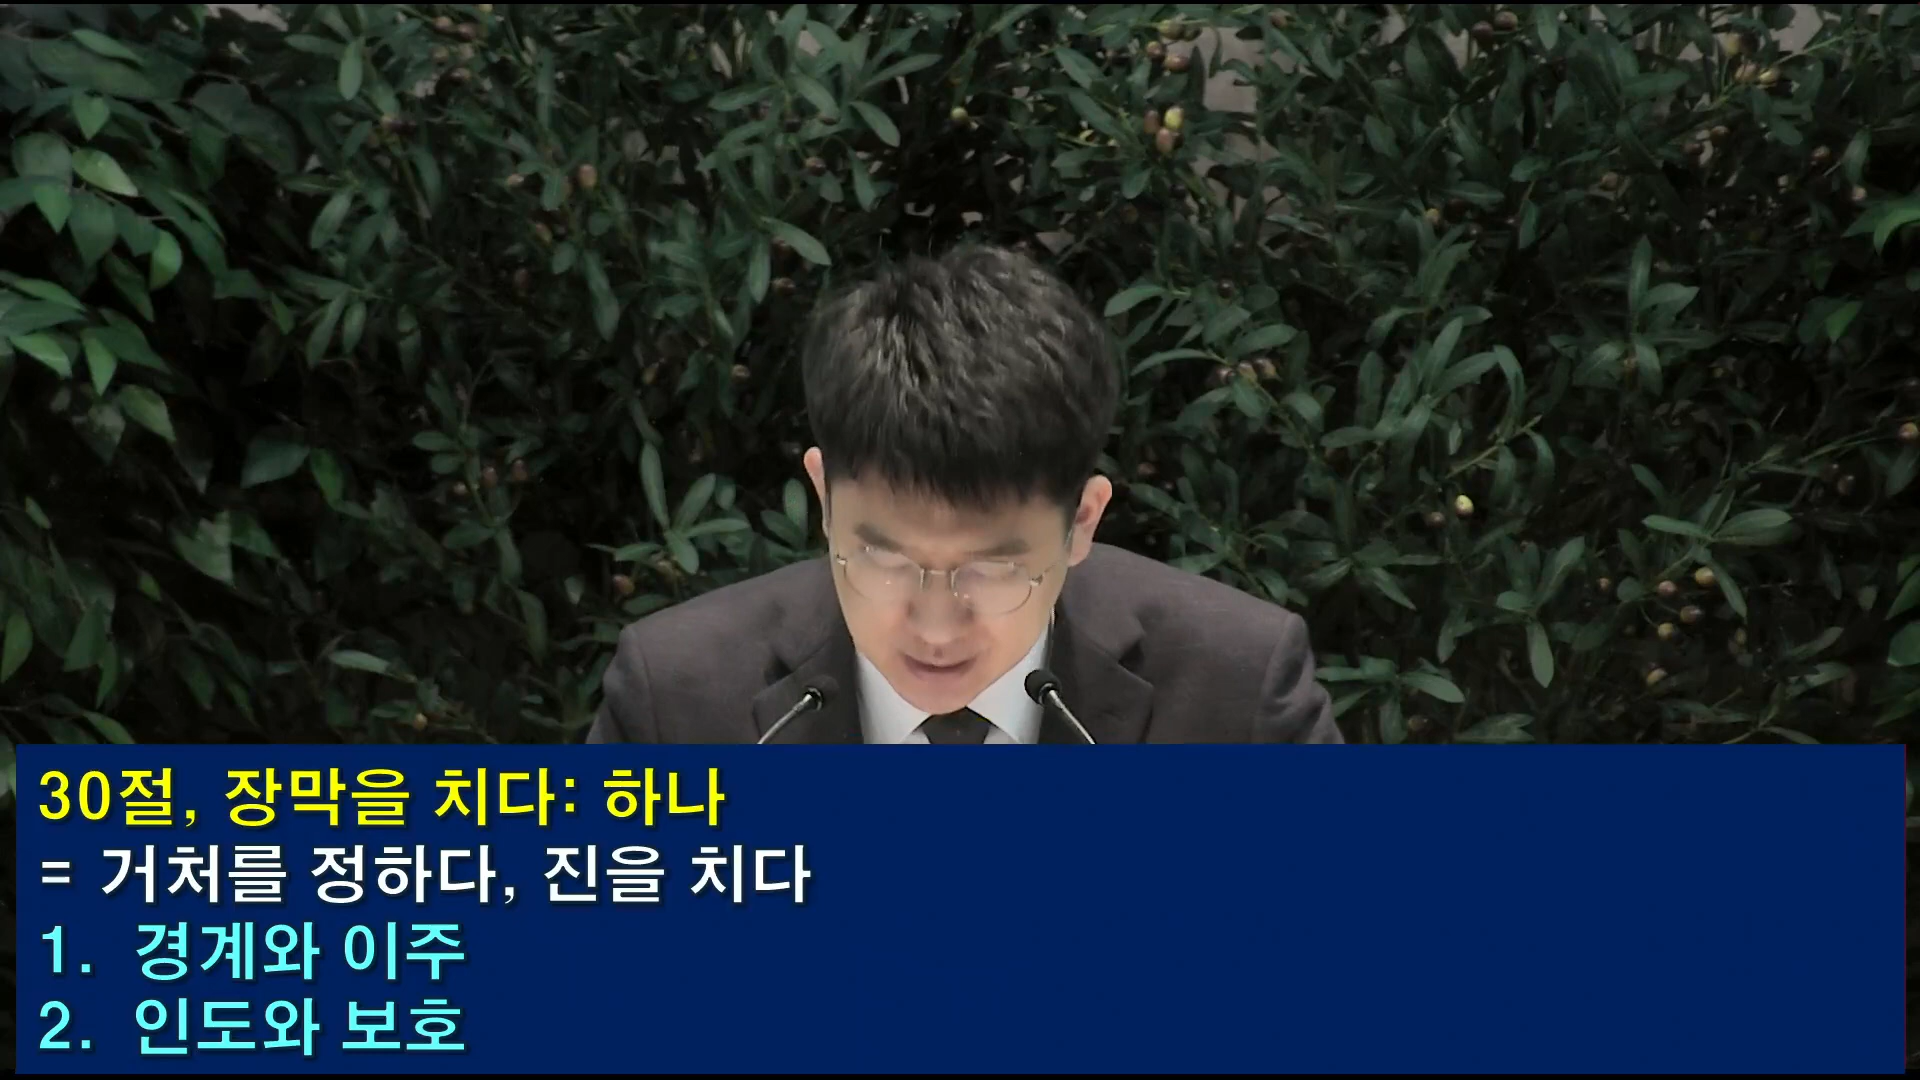 30절, 장막을 치다: 하나
= 거처를 정하다, 진을 치다
1. 경계와 이주
2. 인도와 보호